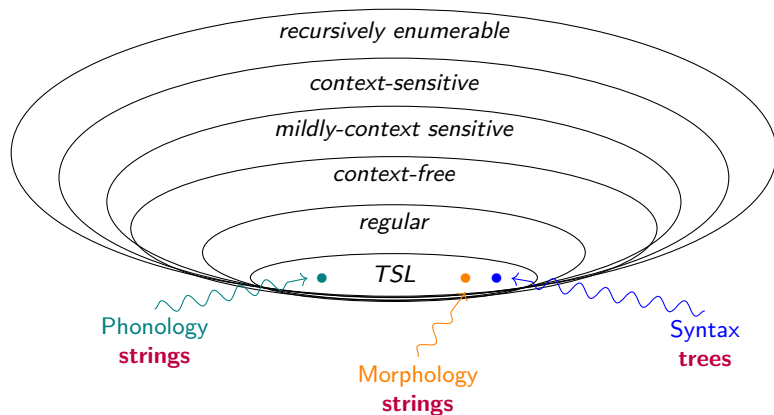 recursively enumerable
context-sensitive
mildly-context sensitive
context-free
regular
TSL
Phonology
strings
Morphology
strings
Syntax
trees